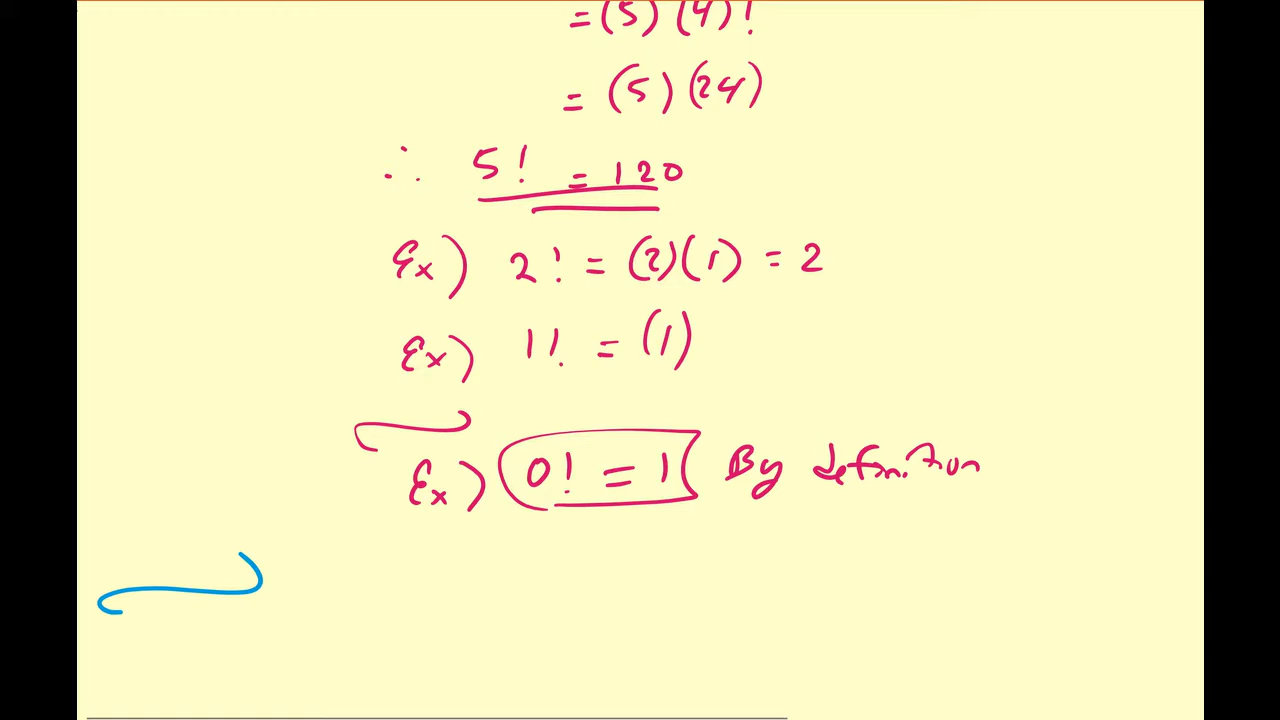 = (5) (4)!
= (5) (24)
∴ 5! = 120
Ex) 2! = (2)(1) = 2
Ex) 1! = (1)
Ex) 0! = 1 By definition